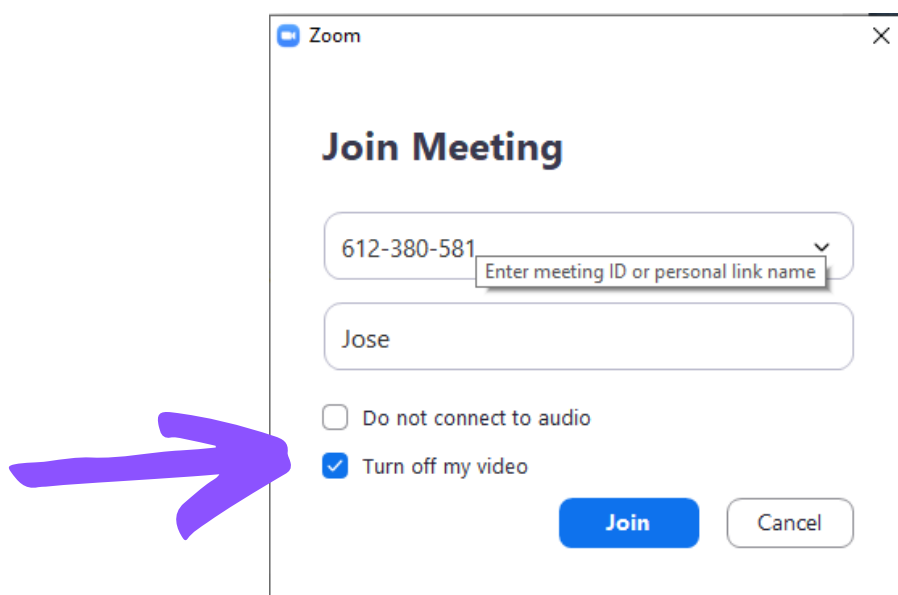 Zoom
Join Meeting
612-380-581
Enter meeting ID or personal link name
Jose
Do not connect to audio
Turn off my video
Join Cancel